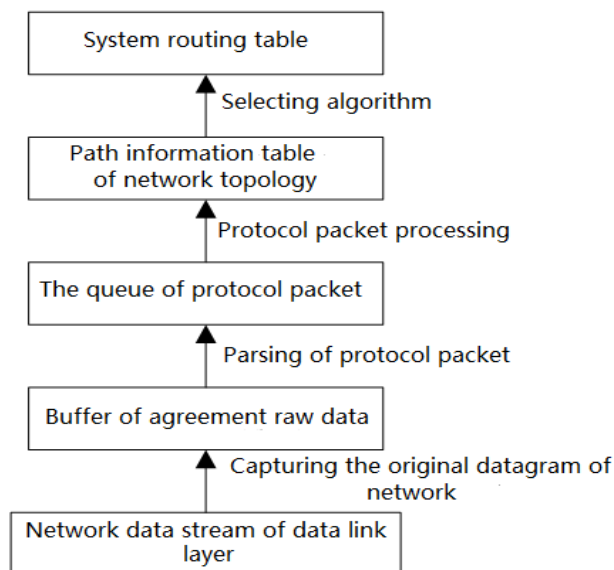 System routing table
Selecting algorithm
Path information table
of network topology
Protocol packet processing
The queue of protocol packet
Parsing of protocol packet
Buffer of agreement raw data
Capturing the original datagram of
network
Network data stream of data link
layer